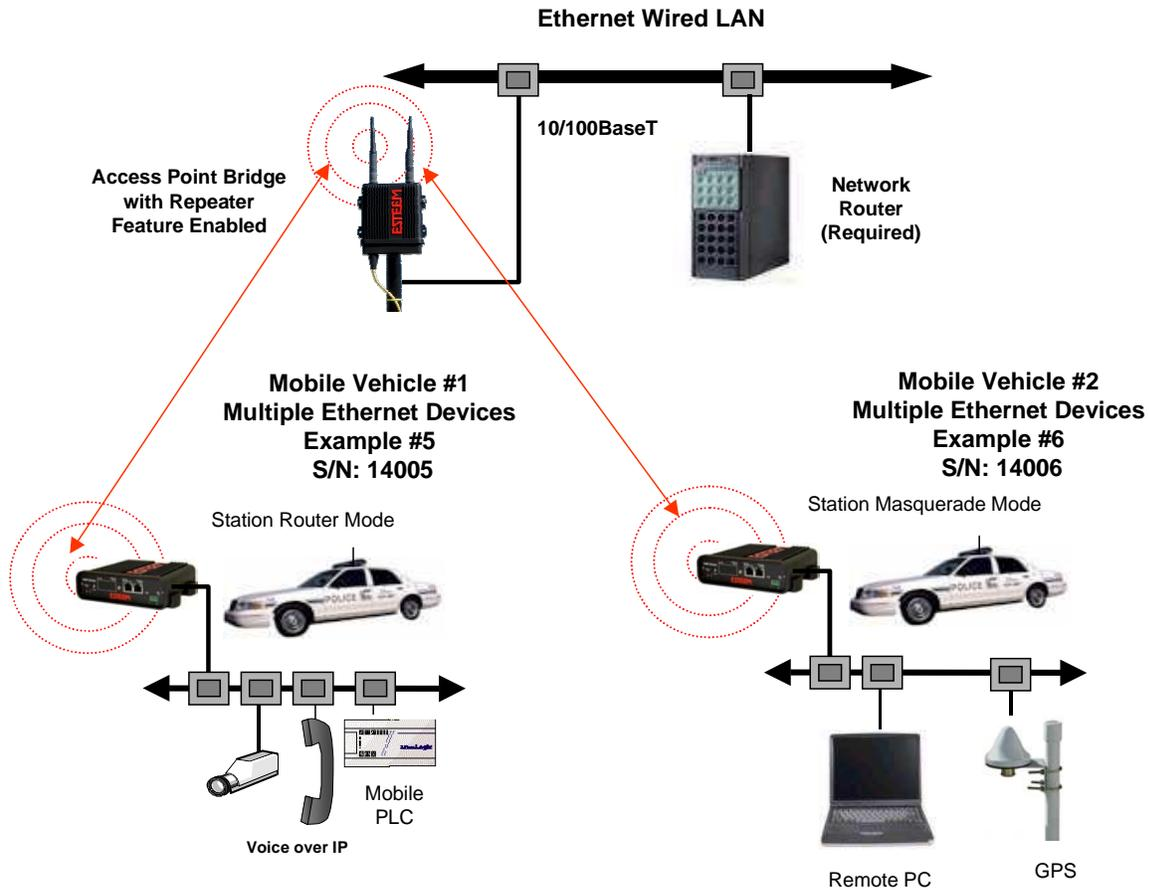 Ethernet Wired LAN
10/100BaseT
Access Point Bridge
with Repeater
Feature Enabled
ESTEEM
Network
Router
(Required)
Mobile Vehicle #1
Multiple Ethernet Devices
Example #5
S/N: 14005
Mobile Vehicle #2
Multiple Ethernet Devices
Example #6
S/N: 14006
Station Router Mode
Station Masquerade Mode
ESTEEM
POLICE
ESTEEM
POLICE
Mobile
PLC
Voice over IP
Remote PC
GPS